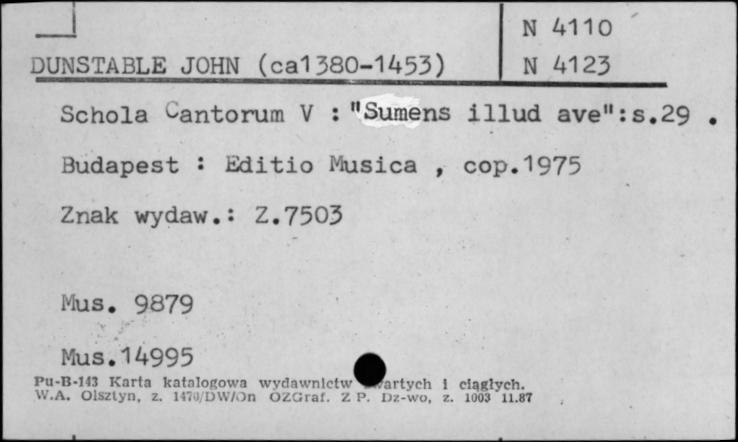 N 4110
DUNSTABLE JOHN (ca1380-1453)
N 4123
Schola Cantorum V : "Sumens illud ave":s.29 .
Budapest : Editio Musica , cop.1975
Znak wydaw.: Z.7503
Mus. 9879
Mus.14995
Pu-B-143 Karta katalogowa wydawnictw zwartych i ciągłych.
W.A. Olsztyn, z. 1470/DW/On OZGraf. Z P. Dz-wo, z. 1003 11.87